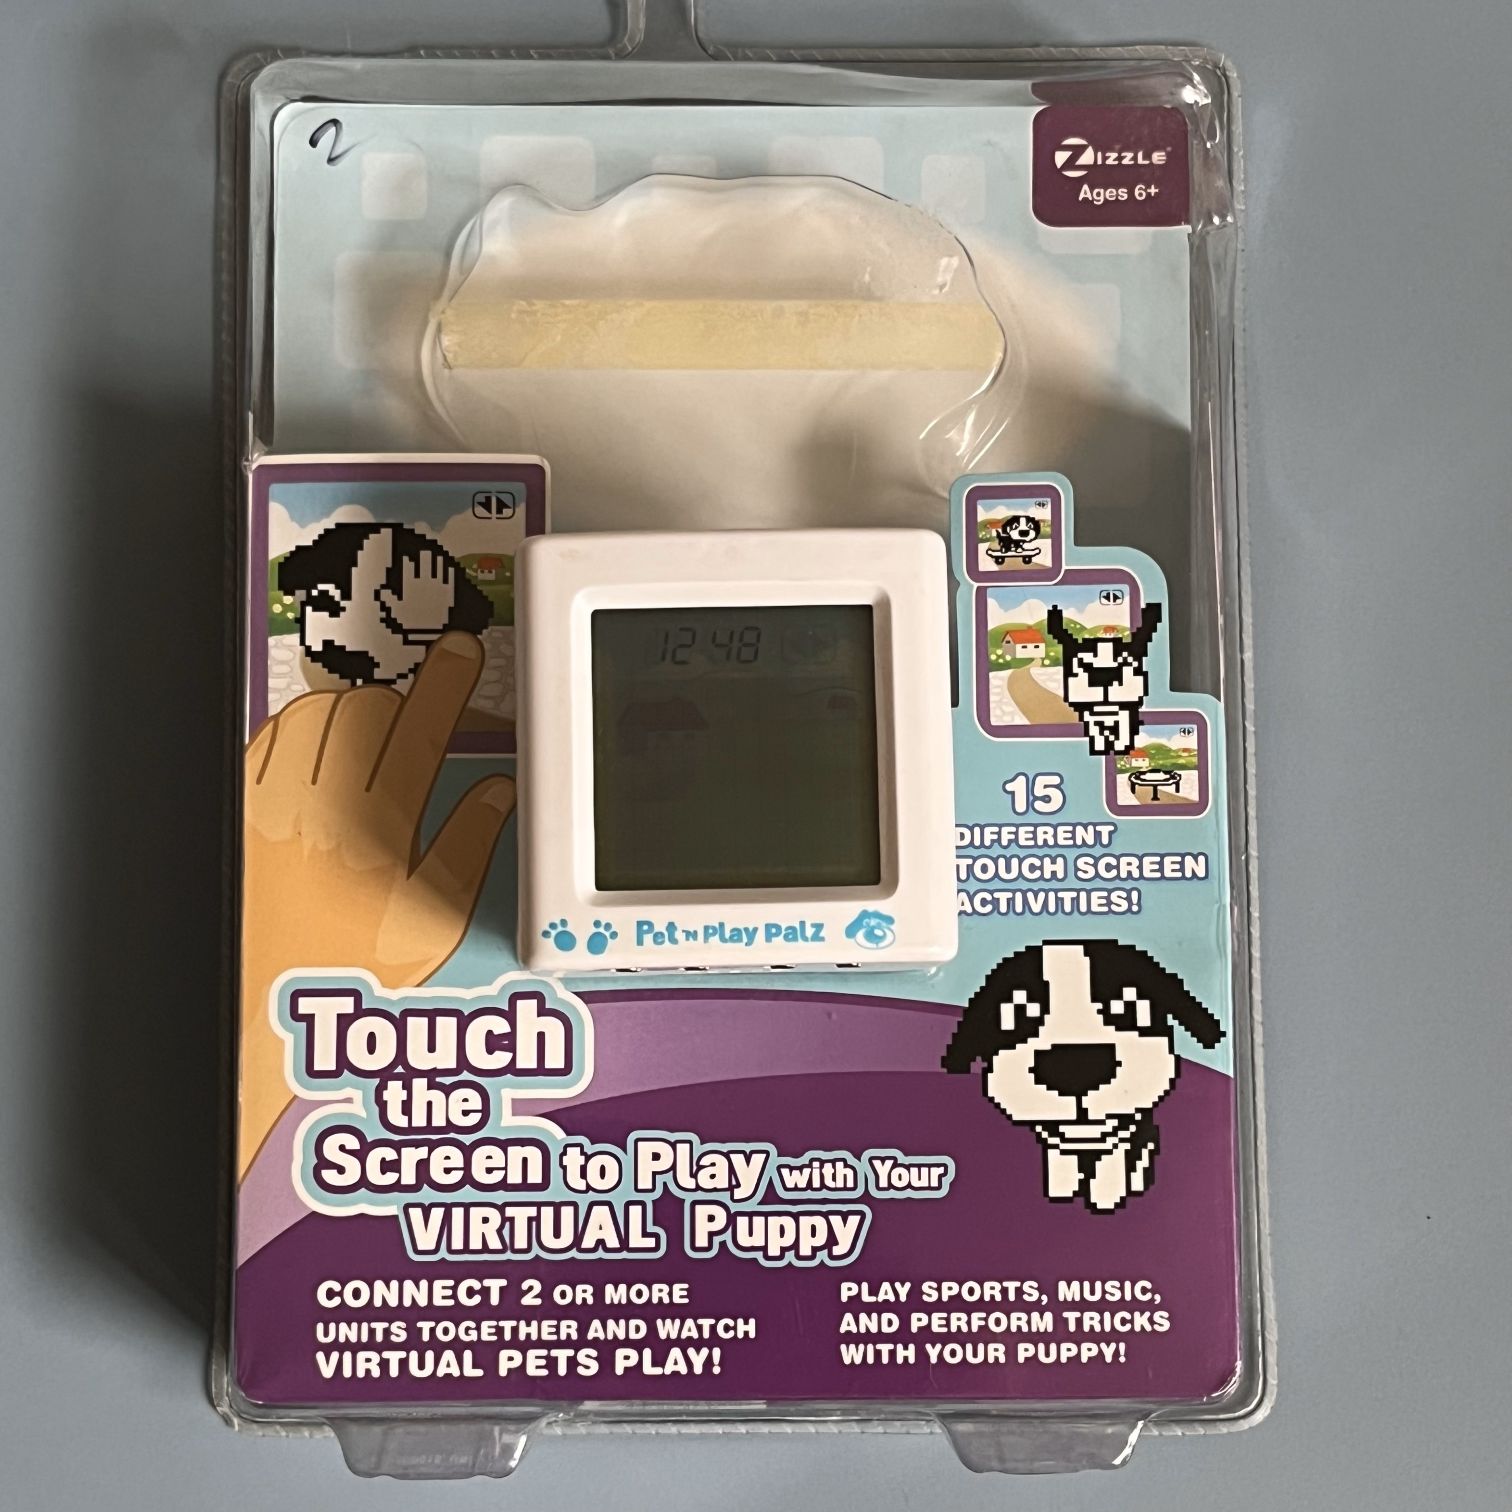 2
ZIZZLE
Ages 6+
12 48
15
DIFFERENT
TOUCH SCREEN
ACTIVITIES!
Pet 'N Play Palz
Touch
the
Screen to Play with Your
VIRTUAL Puppy
CONNECT 2 OR MORE
UNITS TOGETHER AND WATCH
VIRTUAL PETS PLAY!
PLAY SPORTS, MUSIC,
AND PERFORM TRICKS
WITH YOUR PUPPY!